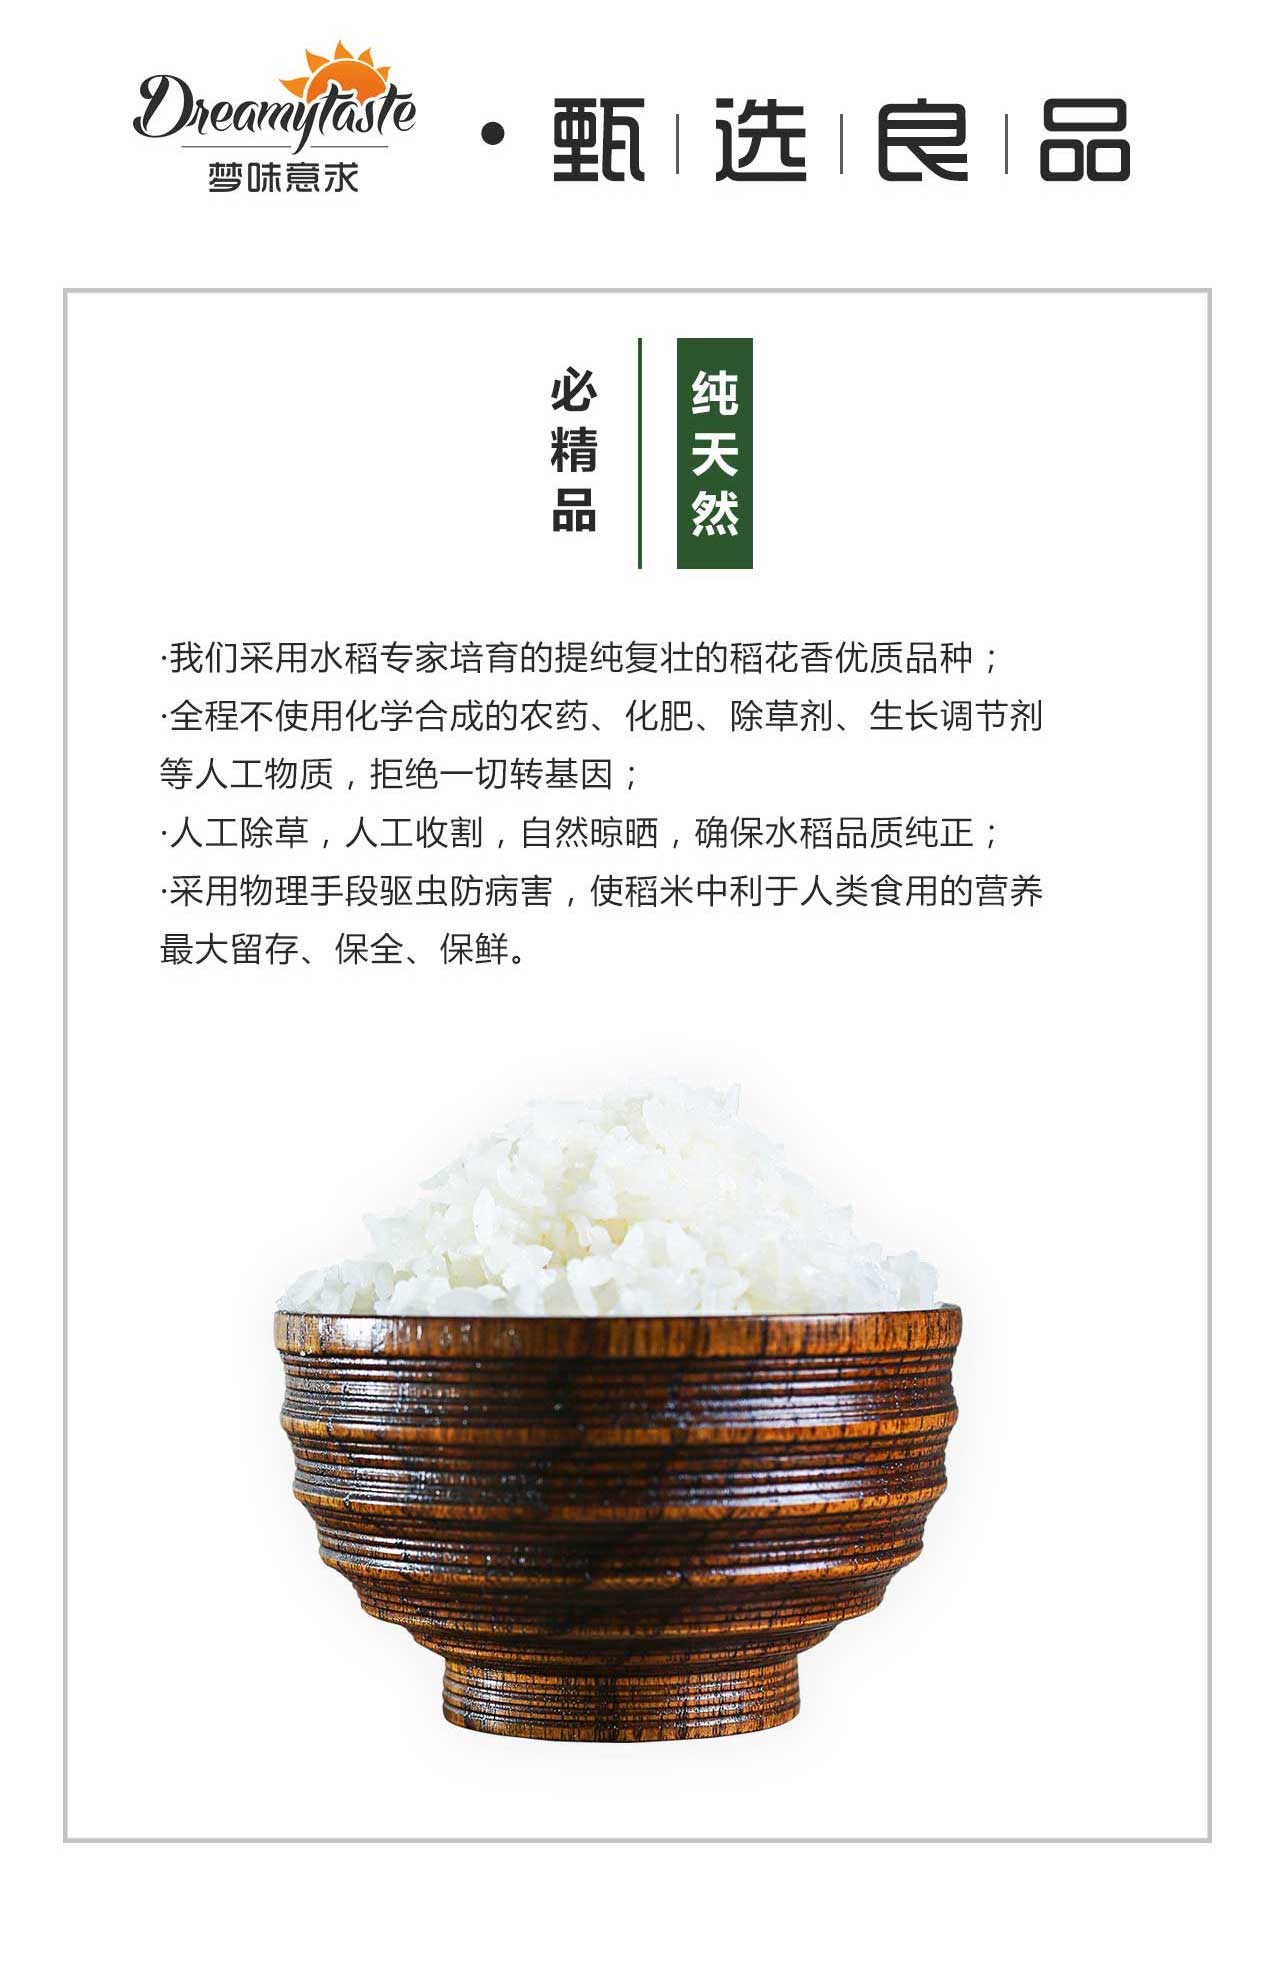 Dreamytaste
梦味意求
·甄选良品
纯天然
必精品
·我们采用水稻专家培育的提纯复壮的稻花香优质品种；
·全程不使用化学合成的农药、化肥、除草剂、生长调节剂
等人工物质，拒绝一切转基因；
·人工除草，人工收割，自然晾晒，确保水稻品质纯正；
·采用物理手段驱虫防病害，使稻米中利于人类食用的营养
最大留存、保全、保鲜。